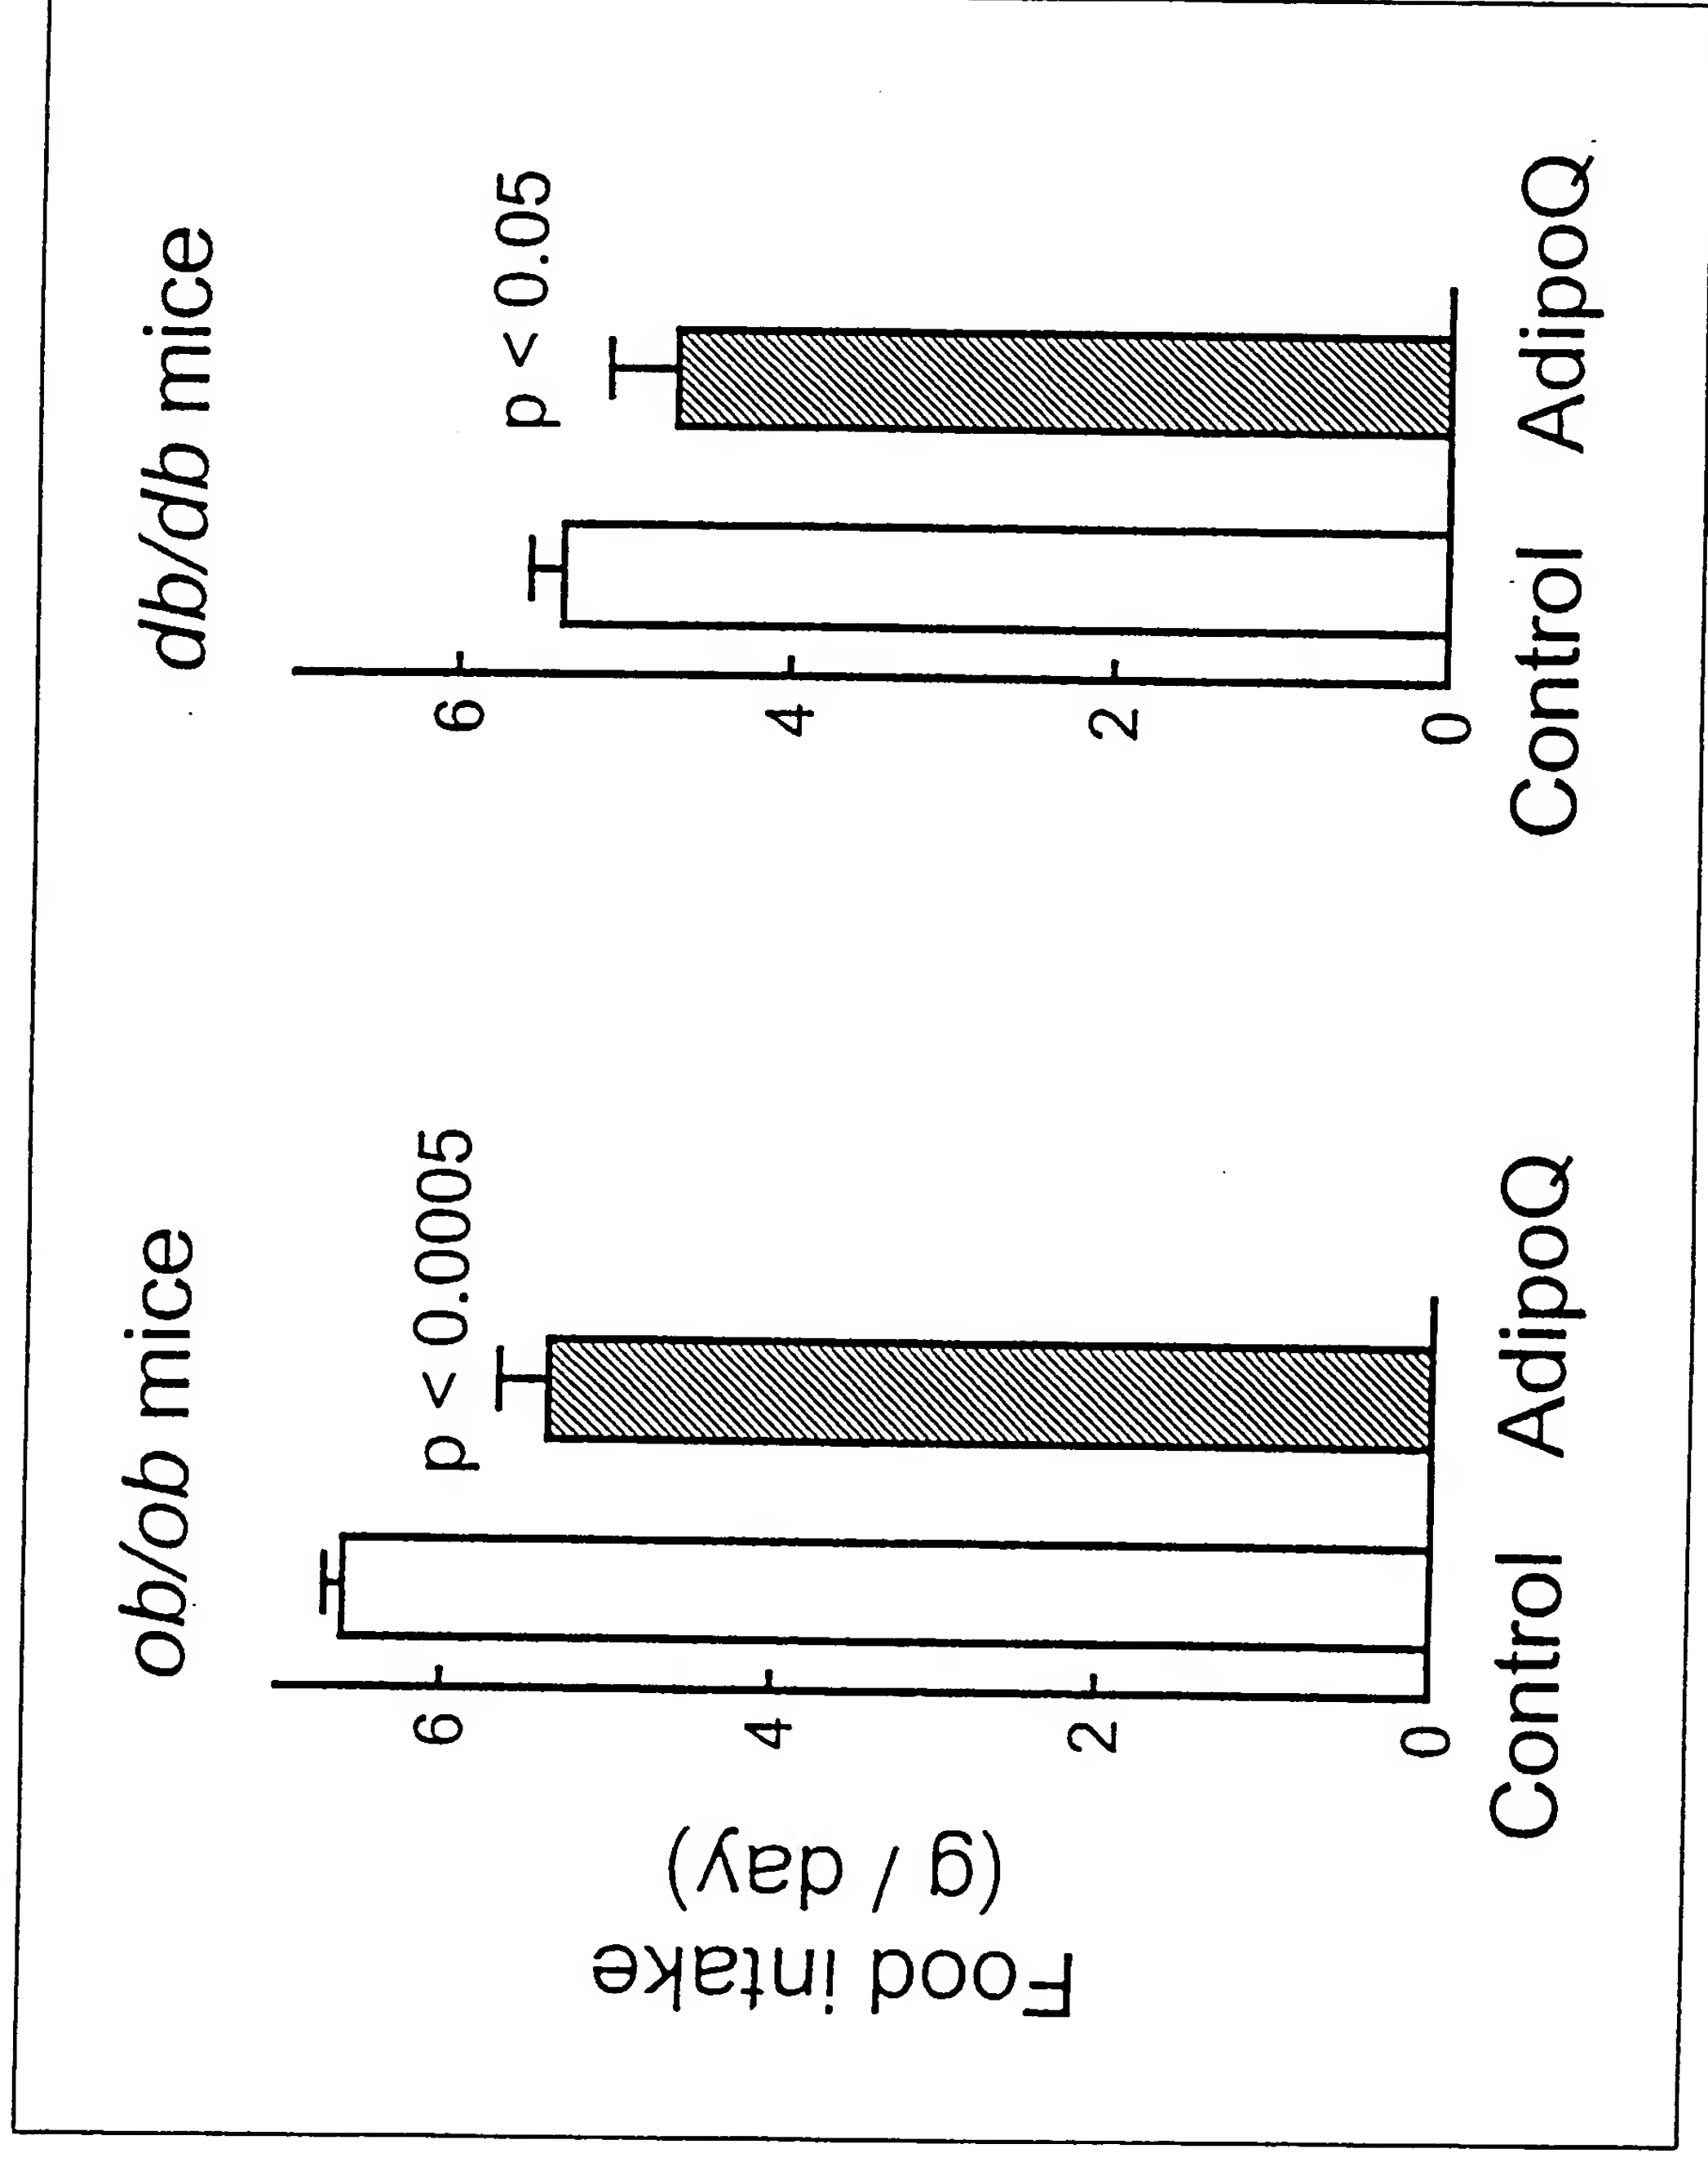 ob/ob mice
db/db mice
Food intake
(g / day)
6
4
2
0
p < 0.0005
Control
AdipoQ
6
4
2
0
p < 0.05
Control
AdipoQ